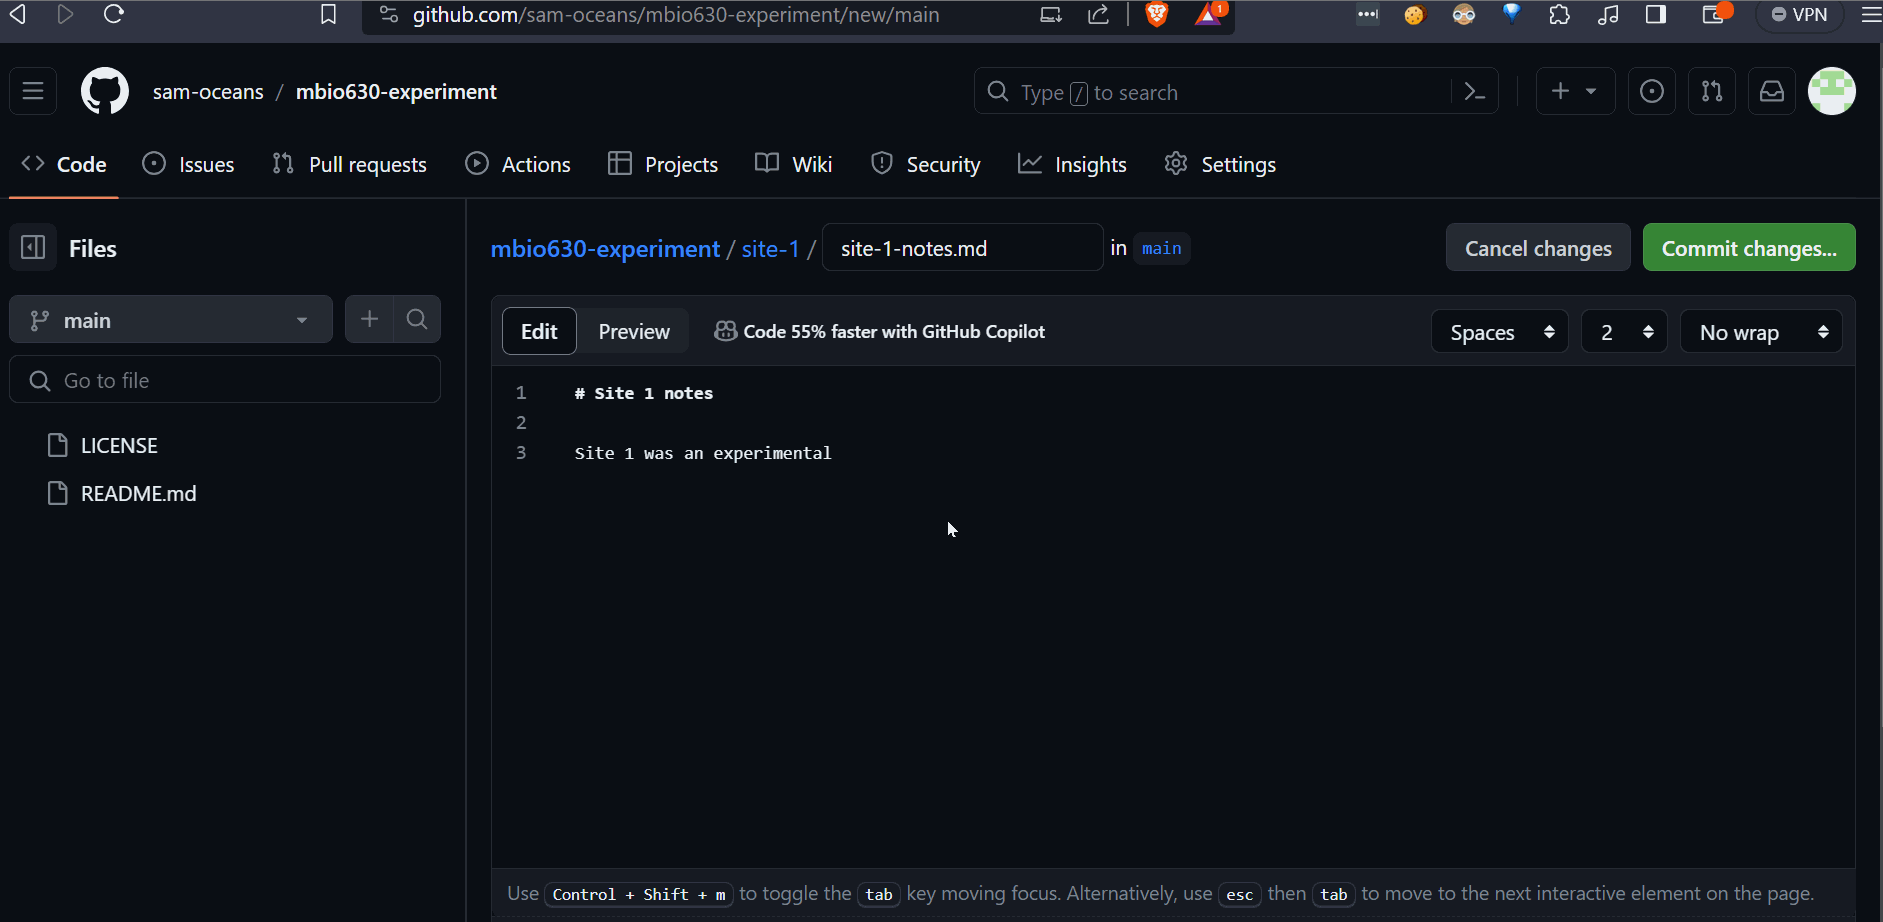 github.com/sam-oceans/mbio630-experiment/new/main
1
VPN
sam-oceans / mbio630-experiment
Type / to search
Code
Issues
Pull requests
Actions
Projects
Wiki
Security
Insights
Settings
Files
mbio630-experiment / site-1 / site-1-notes.md in main
Cancel changes
Commit changes...
main
Go to file
LICENSE
README.md
Edit
Preview
Code 55% faster with GitHub Copilot
Spaces
2
No wrap
1 # Site 1 notes
2
3 Site 1 was an experimental
Use Control + Shift + m to toggle the tab key moving focus. Alternatively, use esc then tab to move to the next interactive element on the page.